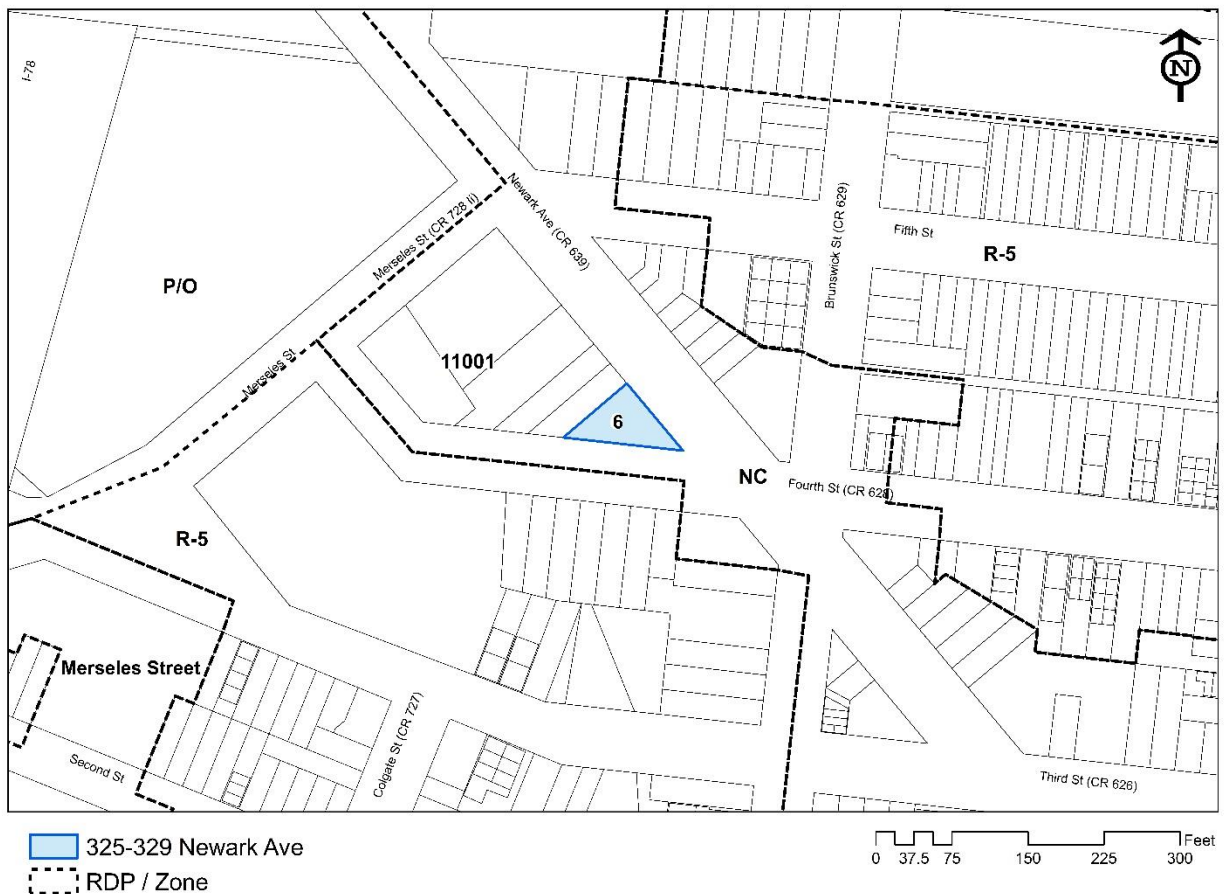 I-78
N
Newark Ave (CR 639)
Merseles St (CR 728 II)
Brunswick St (CR 629)
Fifth St
R-5
P/O
Merseles St
11001
6
NC
Fourth St (CR 628)
R-5
Merseles Street
Colgate St (CR 727)
Second St
Third St (CR 626)
325-329 Newark Ave
RDP / Zone
Feet
0 37.5 75 150 225 300